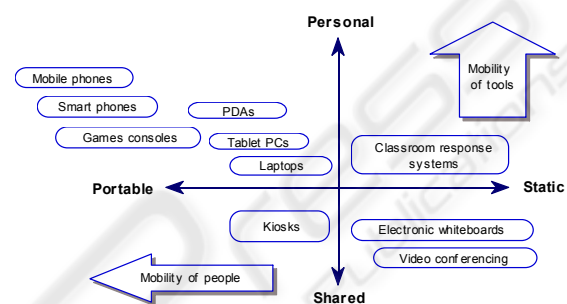 Personal
Mobility
of tools
Mobile phones
Smart phones
PDAs
Games consoles
Tablet PCs
Classroom response
systems
Laptops
Portable
Static
Kiosks
Electronic whiteboards
Video conferencing
Mobility of people
Shared